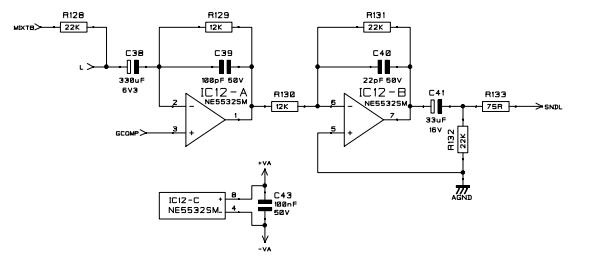 R128
22K
MIXTB
L
C38
330uF
6V3
R129
12K
C39
100pF 50V
IC12-A
NE5532SM
2
3
1
GCOMP
R130
12K
R131
22K
C40
22pF 50V
IC12-B
NE5532SM
6
5
7
C41
33uF
16V
R133
75R
SNDL
R132
22K
AGND
+VA
IC12-C
NE5532SM
+
-
8
4
C43
100nF
50V
-VA